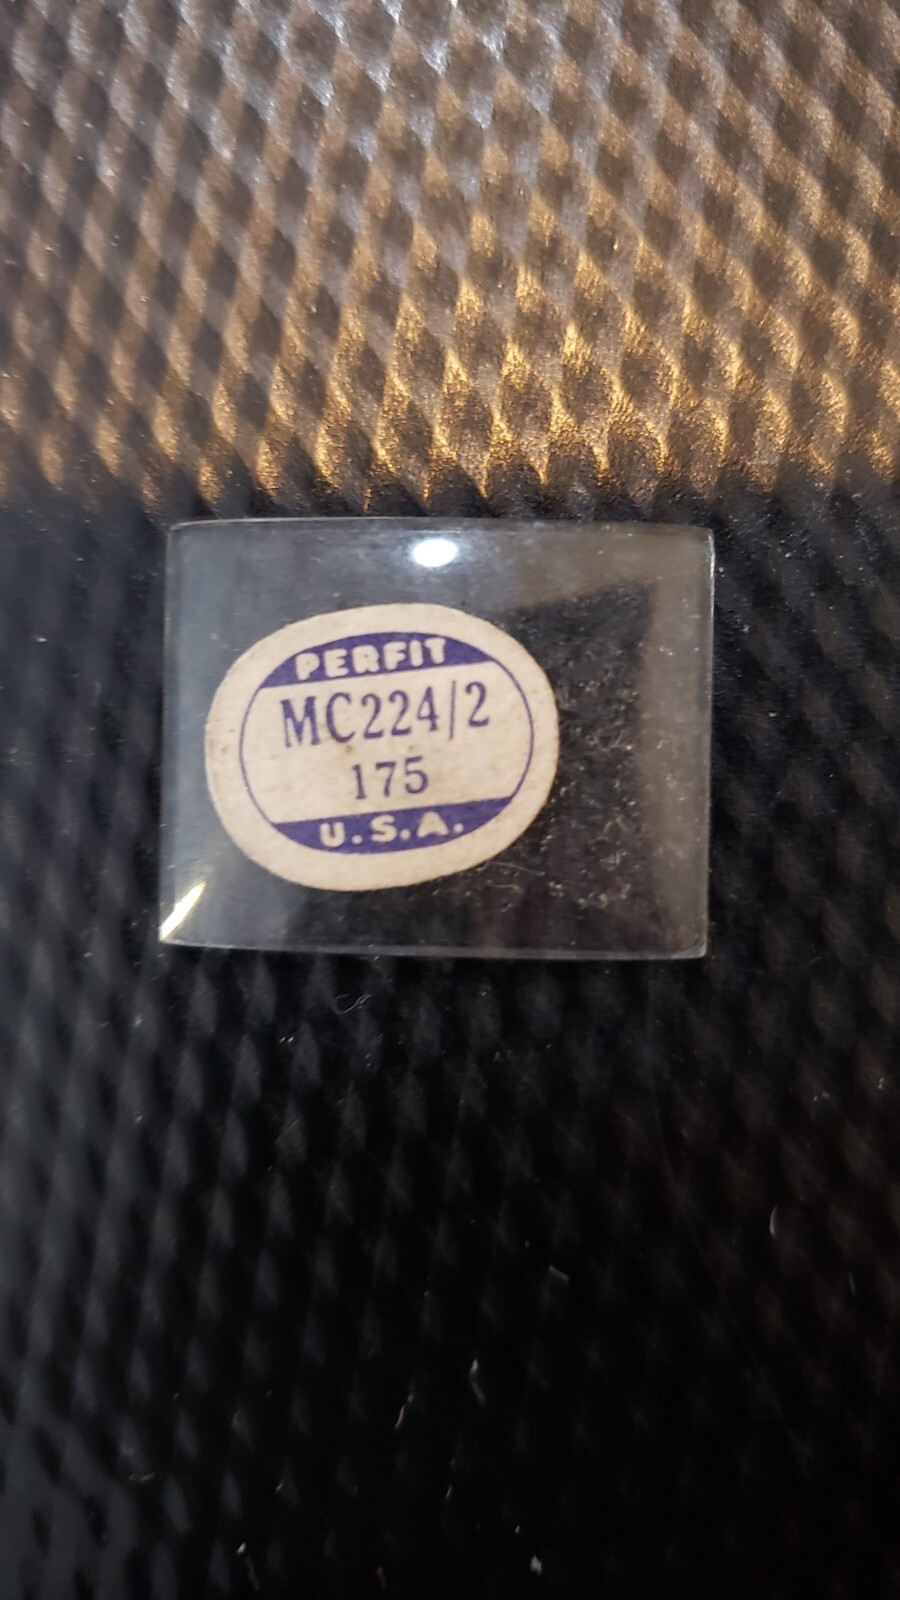 PERFIT
MC224/2
175
U.S.A.